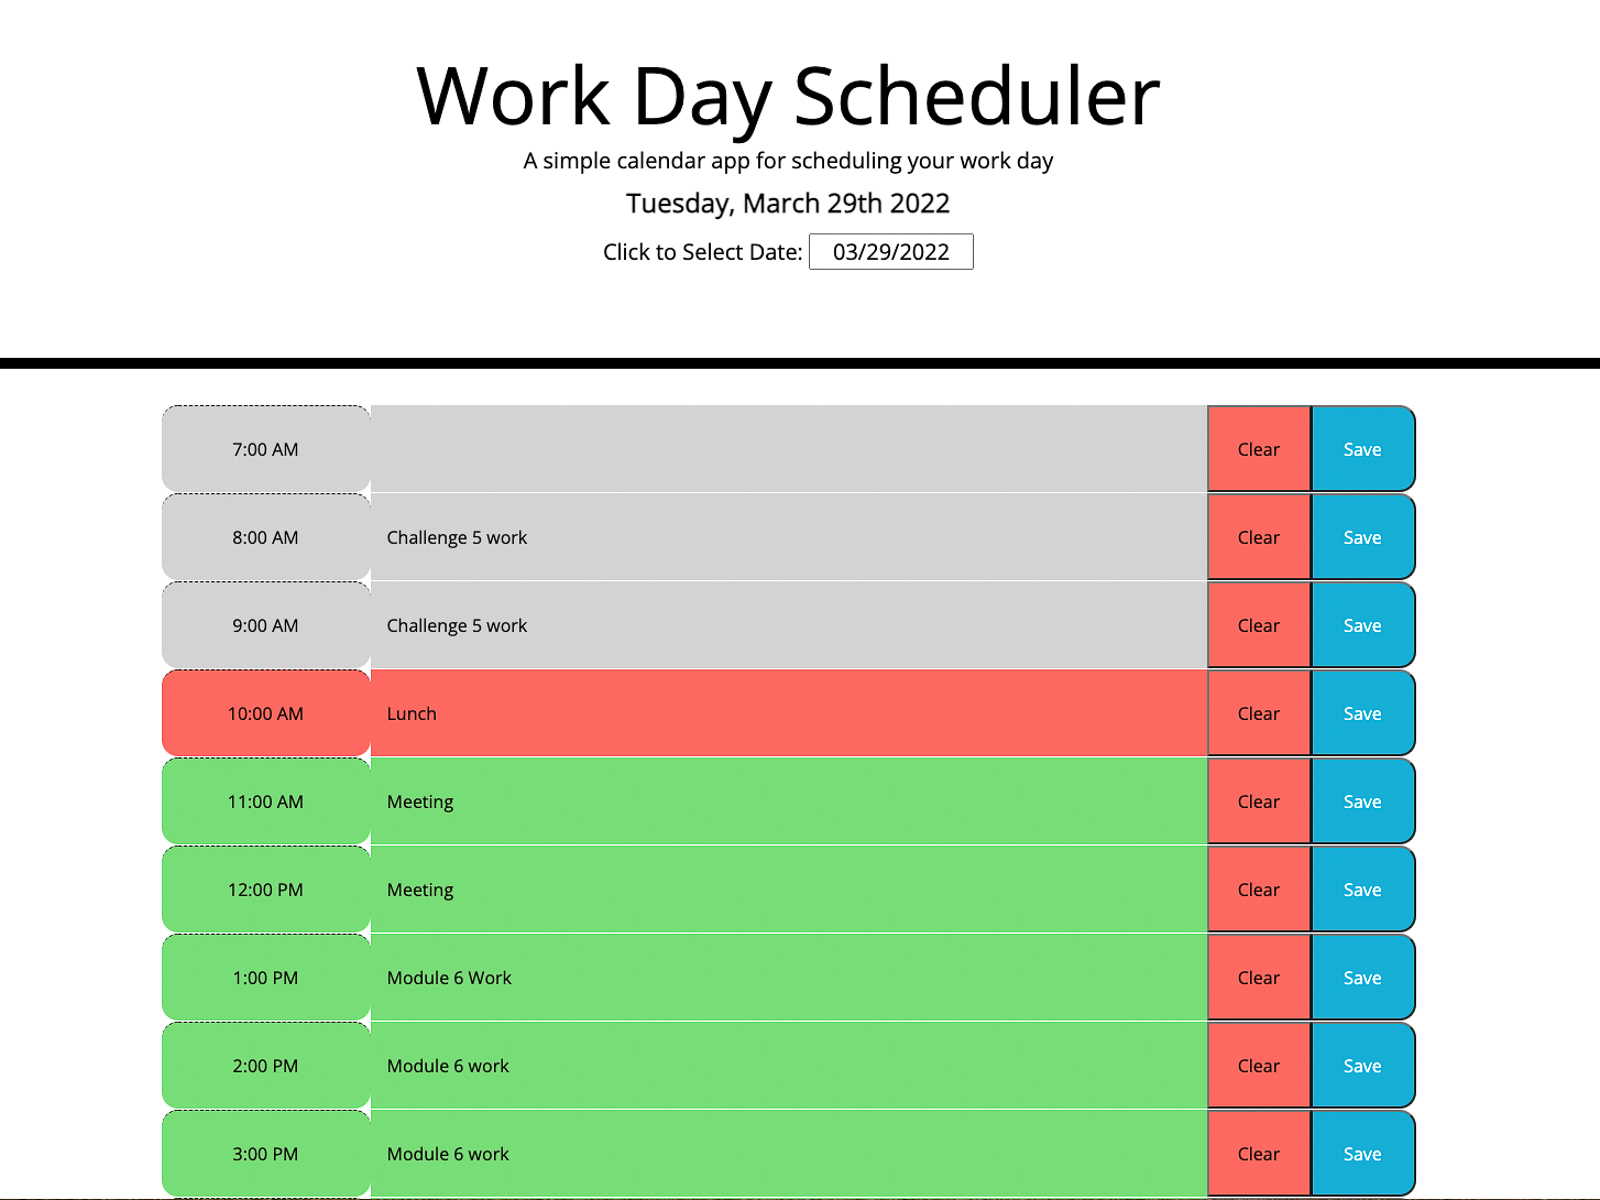 Work Day Scheduler
A simple calendar app for scheduling your work day
Tuesday, March 29th 2022
Click to Select Date: 03/29/2022
7:00 AM Clear Save
8:00 AM Challenge 5 work Clear Save
9:00 AM Challenge 5 work Clear Save
10:00 AM Lunch Clear Save
11:00 AM Meeting Clear Save
12:00 PM Meeting Clear Save
1:00 PM Module 6 Work Clear Save
2:00 PM Module 6 work Clear Save
3:00 PM Module 6 work Clear Save